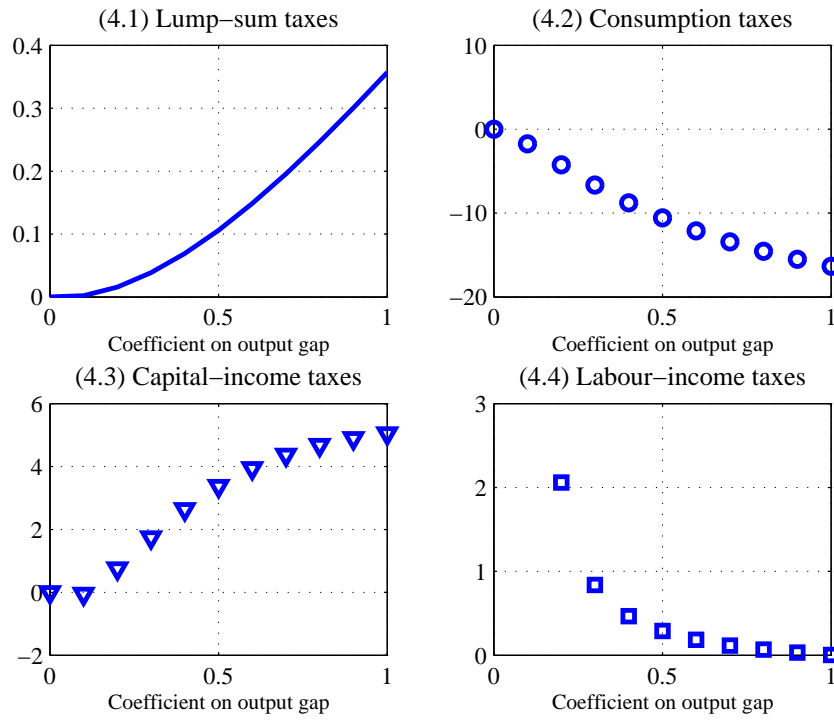 (4.1) Lump−sum taxes
0.4
0.3
0.2
0.1
0
0 0.5 1
Coefficient on output gap
(4.2) Consumption taxes
10
0
−10
−20
0 0.5 1
Coefficient on output gap
(4.3) Capital−income taxes
6
4
2
0
−2
0 0.5 1
Coefficient on output gap
(4.4) Labour−income taxes
3
2
1
0
0 0.5 1
Coefficient on output gap